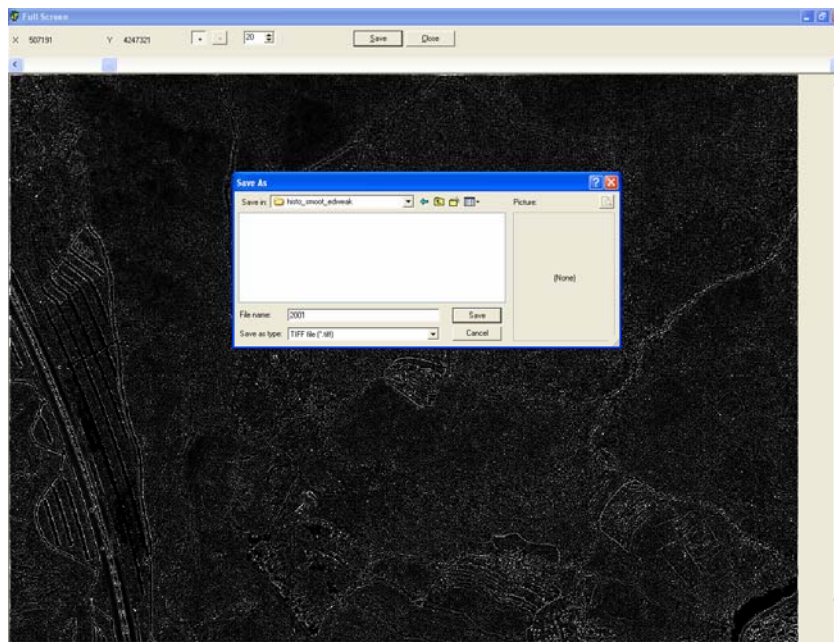 Full Screen
X 507191 Y 4247321 + - 20 Save Close
Save As
Save in: histo_smoot_edweak
Picture:
(None)
File name: 2001 Save
Save as type: TIFF file (*.tiff) Cancel